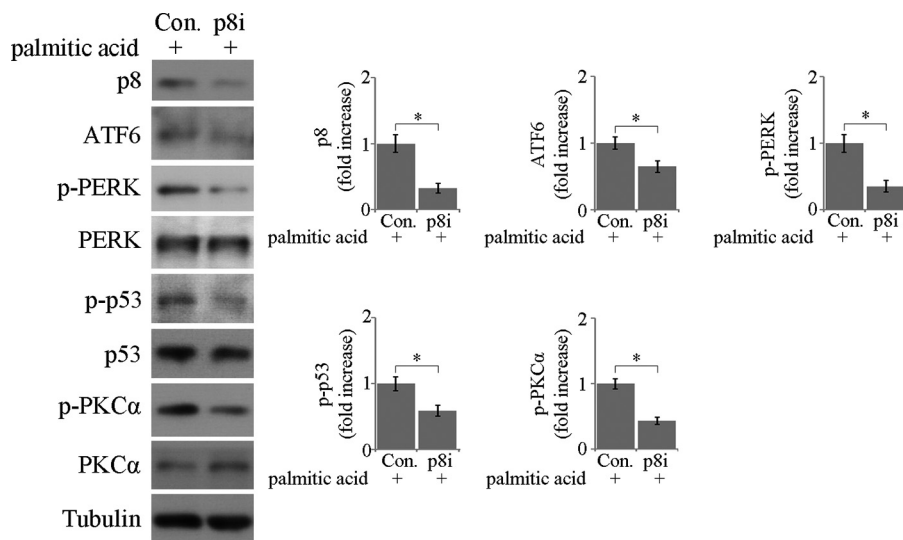 Con. p8i
palmitic acid + +
p8
ATF6
p-PERK
PERK
p-p53
p53
p-PKCα
PKCα
Tubulin
p8
(fold increase)
2
1
0
*
Con. p8i
palmitic acid + +
ATF6
(fold increase)
2
1
0
*
Con. p8i
palmitic acid + +
p-PERK
(fold increase)
2
1
0
*
Con. p8i
palmitic acid + +
p-p53
(fold increase)
2
1
0
*
Con. p8i
palmitic acid + +
p-PKCα
(fold increase)
2
1
0
*
Con. p8i
palmitic acid + +